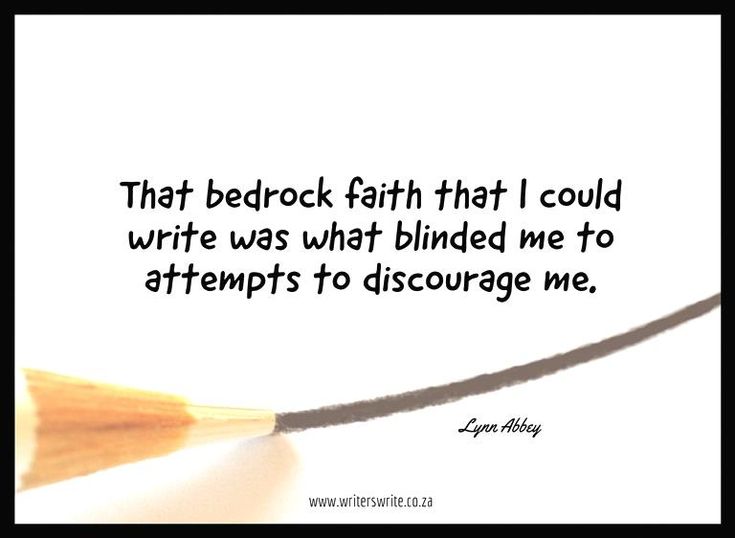 That bedrock faith that I could
write was what blinded me to
attempts to discourage me.
Lynn Abbey
www.writerswrite.co.za